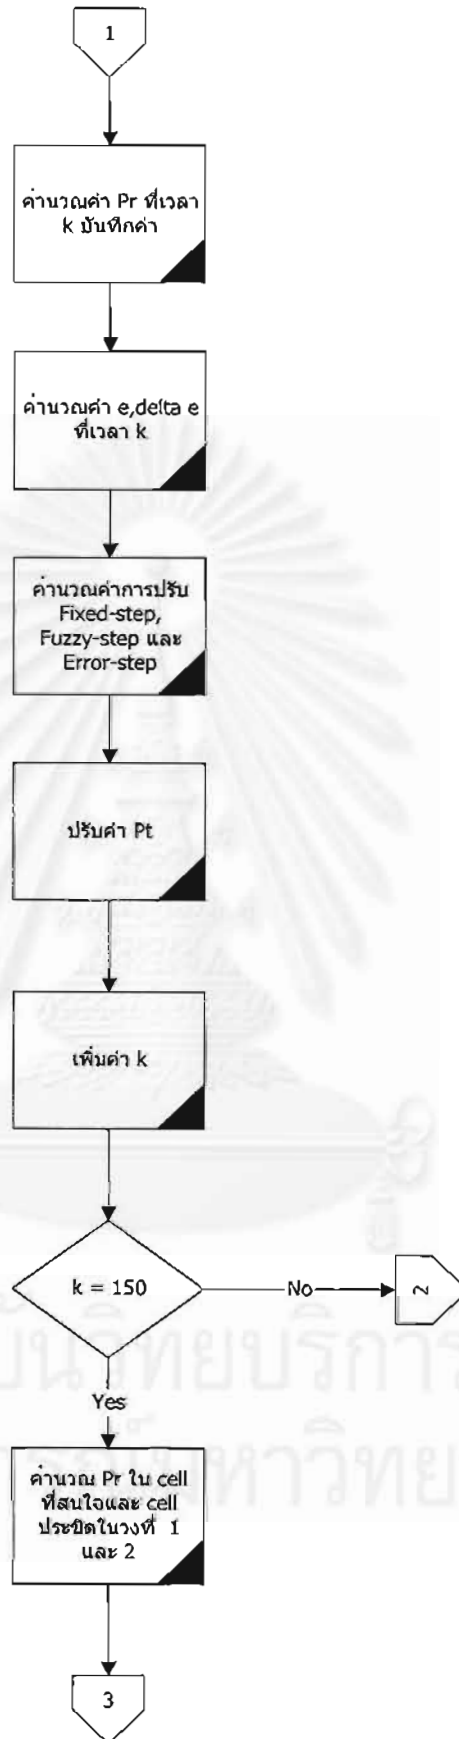 1
คำนวณค่า Pr ที่เวลา
k บันทึกค่า
คำนวณค่า e,delta e
ที่เวลา k
คำนวณค่าการปรับ
Fixed-step,
Fuzzy-step และ
Error-step
ปรับค่า Pt
เพิ่มค่า k
k = 150
No
2
Yes
คำนวณ Pr ใน cell
ที่สนใจและ cell
ประชิดในวงที่ 1
และ 2
3